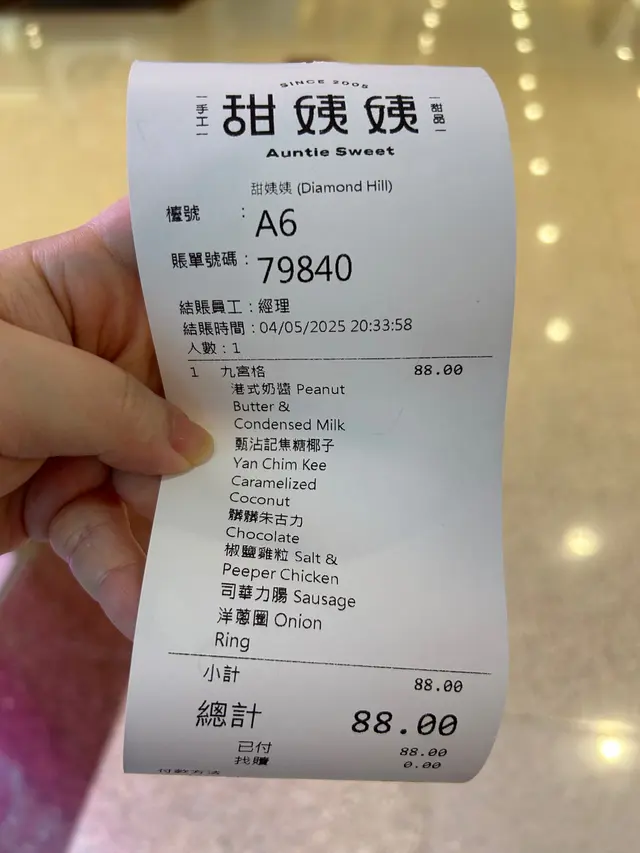 SINCE 2005
手工 甜姨姨 甜品
Auntie Sweet
甜姨姨 (Diamond Hill)
檯號 : A6
賬單號碼 : 79840
結賬員工 : 經理
結賬時間 : 04/05/2025 20:33:58
人數 : 1
1 九宮格 88.00
港式奶醬 Peanut
Butter &
Condensed Milk
甄沾記焦糖椰子
Yan Chim Kee
Caramelized
Coconut
髒髒朱古力
Chocolate
椒鹽雞粒 Salt &
Peeper Chicken
司華力腸 Sausage
洋蔥圈 Onion
Ring
小計 88.00
總計 88.00
已付 88.00
找贖 0.00